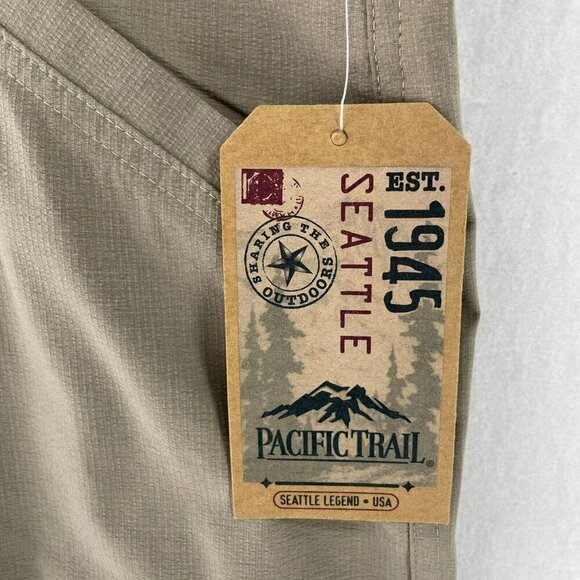 EST. 1945
SEATTLE
SHARING THE OUTDOORS
PACIFIC TRAIL®
SEATTLE LEGEND • USA